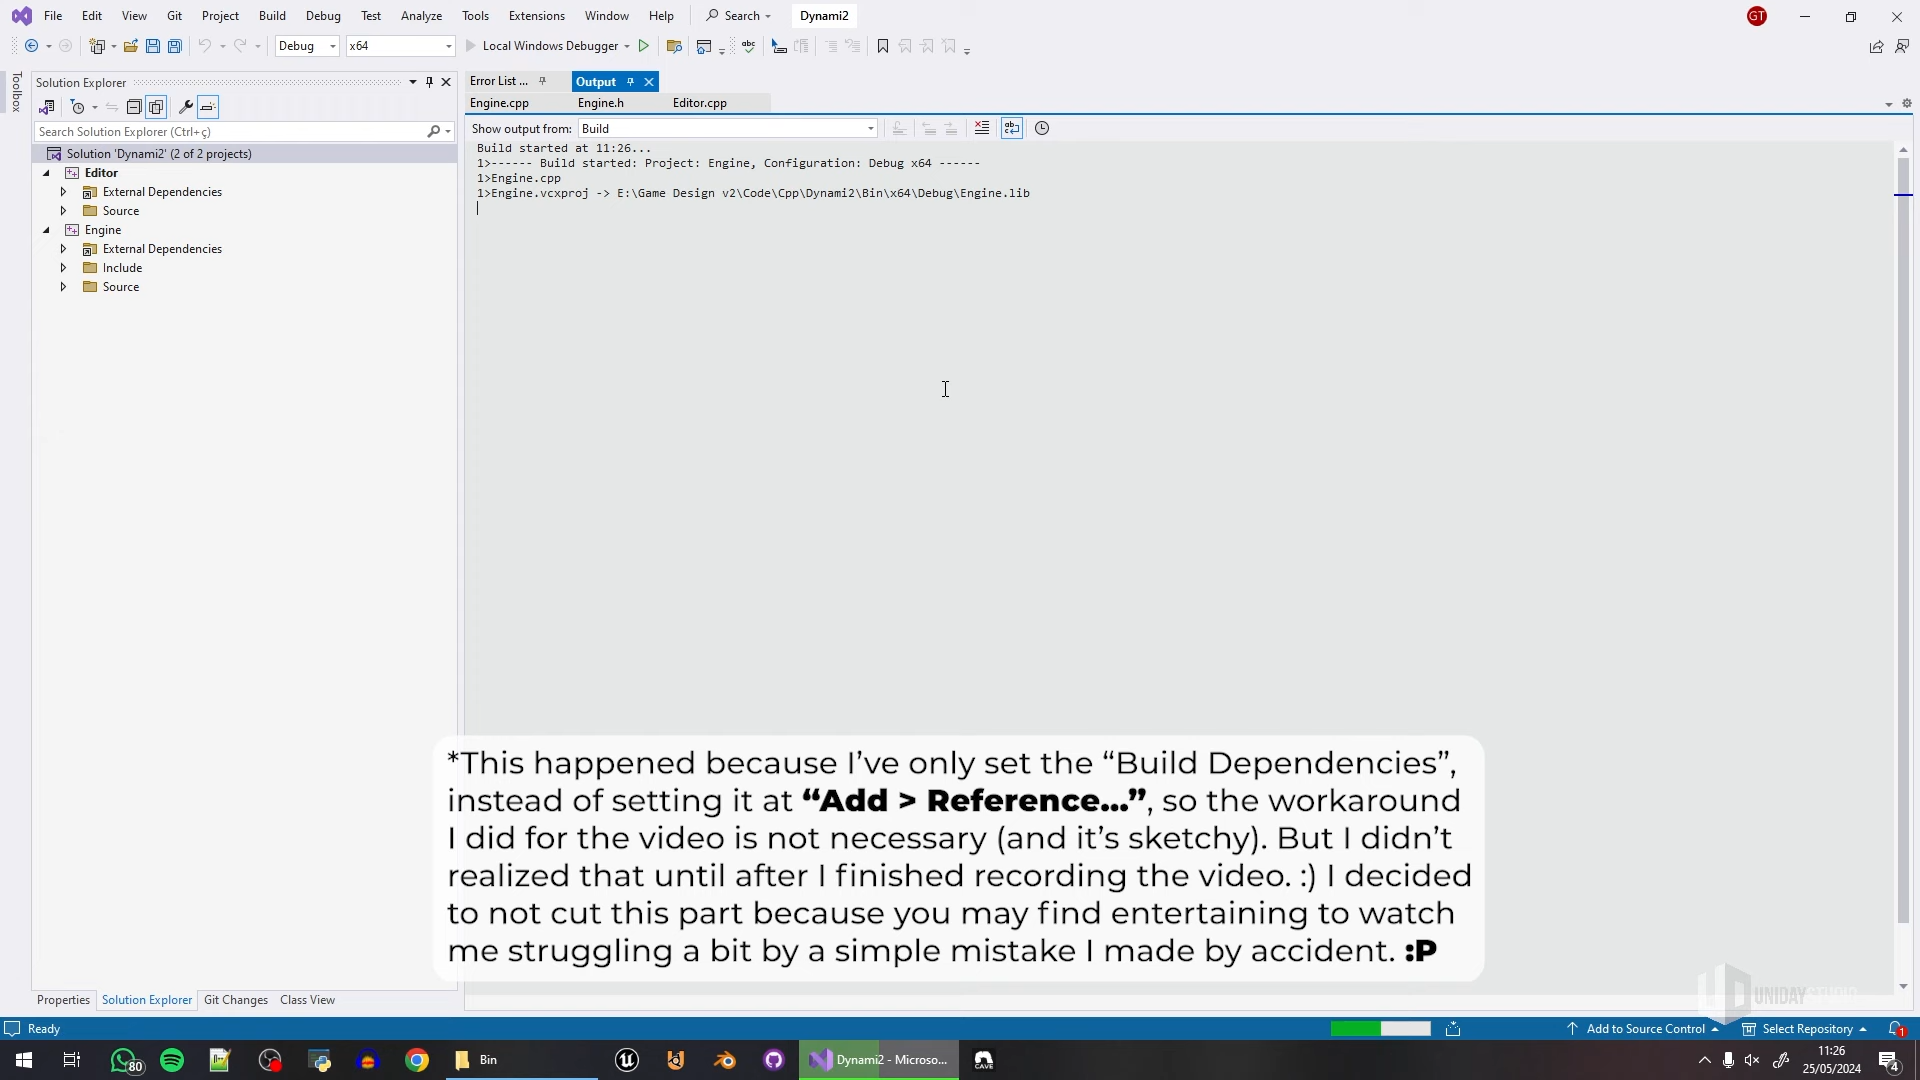 File Edit View Git Project Build Debug Test Analyze Tools Extensions Window Help Search Dynami2 GT
Debug x64 Local Windows Debugger
Toolbox
Solution Explorer
Search Solution Explorer (Ctrl+ç)
Solution 'Dynami2' (2 of 2 projects)
Editor
External Dependencies
Source
Engine
External Dependencies
Include
Source
Error List ... Output
Engine.cpp Engine.h Editor.cpp
Show output from: Build
Build started at 11:26...
1>------ Build started: Project: Engine, Configuration: Debug x64 ------
1>Engine.cpp
1>Engine.vcxproj -> E:\Game Design v2\Code\Cpp\Dynami2\Bin\x64\Debug\Engine.lib
*This happened because I’ve only set the “Build Dependencies”,
instead of setting it at “Add > Reference...”, so the workaround
I did for the video is not necessary (and it’s sketchy). But I didn’t
realized that until after I finished recording the video. :) I decided
to not cut this part because you may find entertaining to watch
me struggling a bit by a simple mistake I made by accident. :P
UNIDAY STUDIO
Properties Solution Explorer Git Changes Class View
Ready Add to Source Control Select Repository 1
80 Bin Dynami2 - Microso... CAVE
11:26
25/05/2024
4